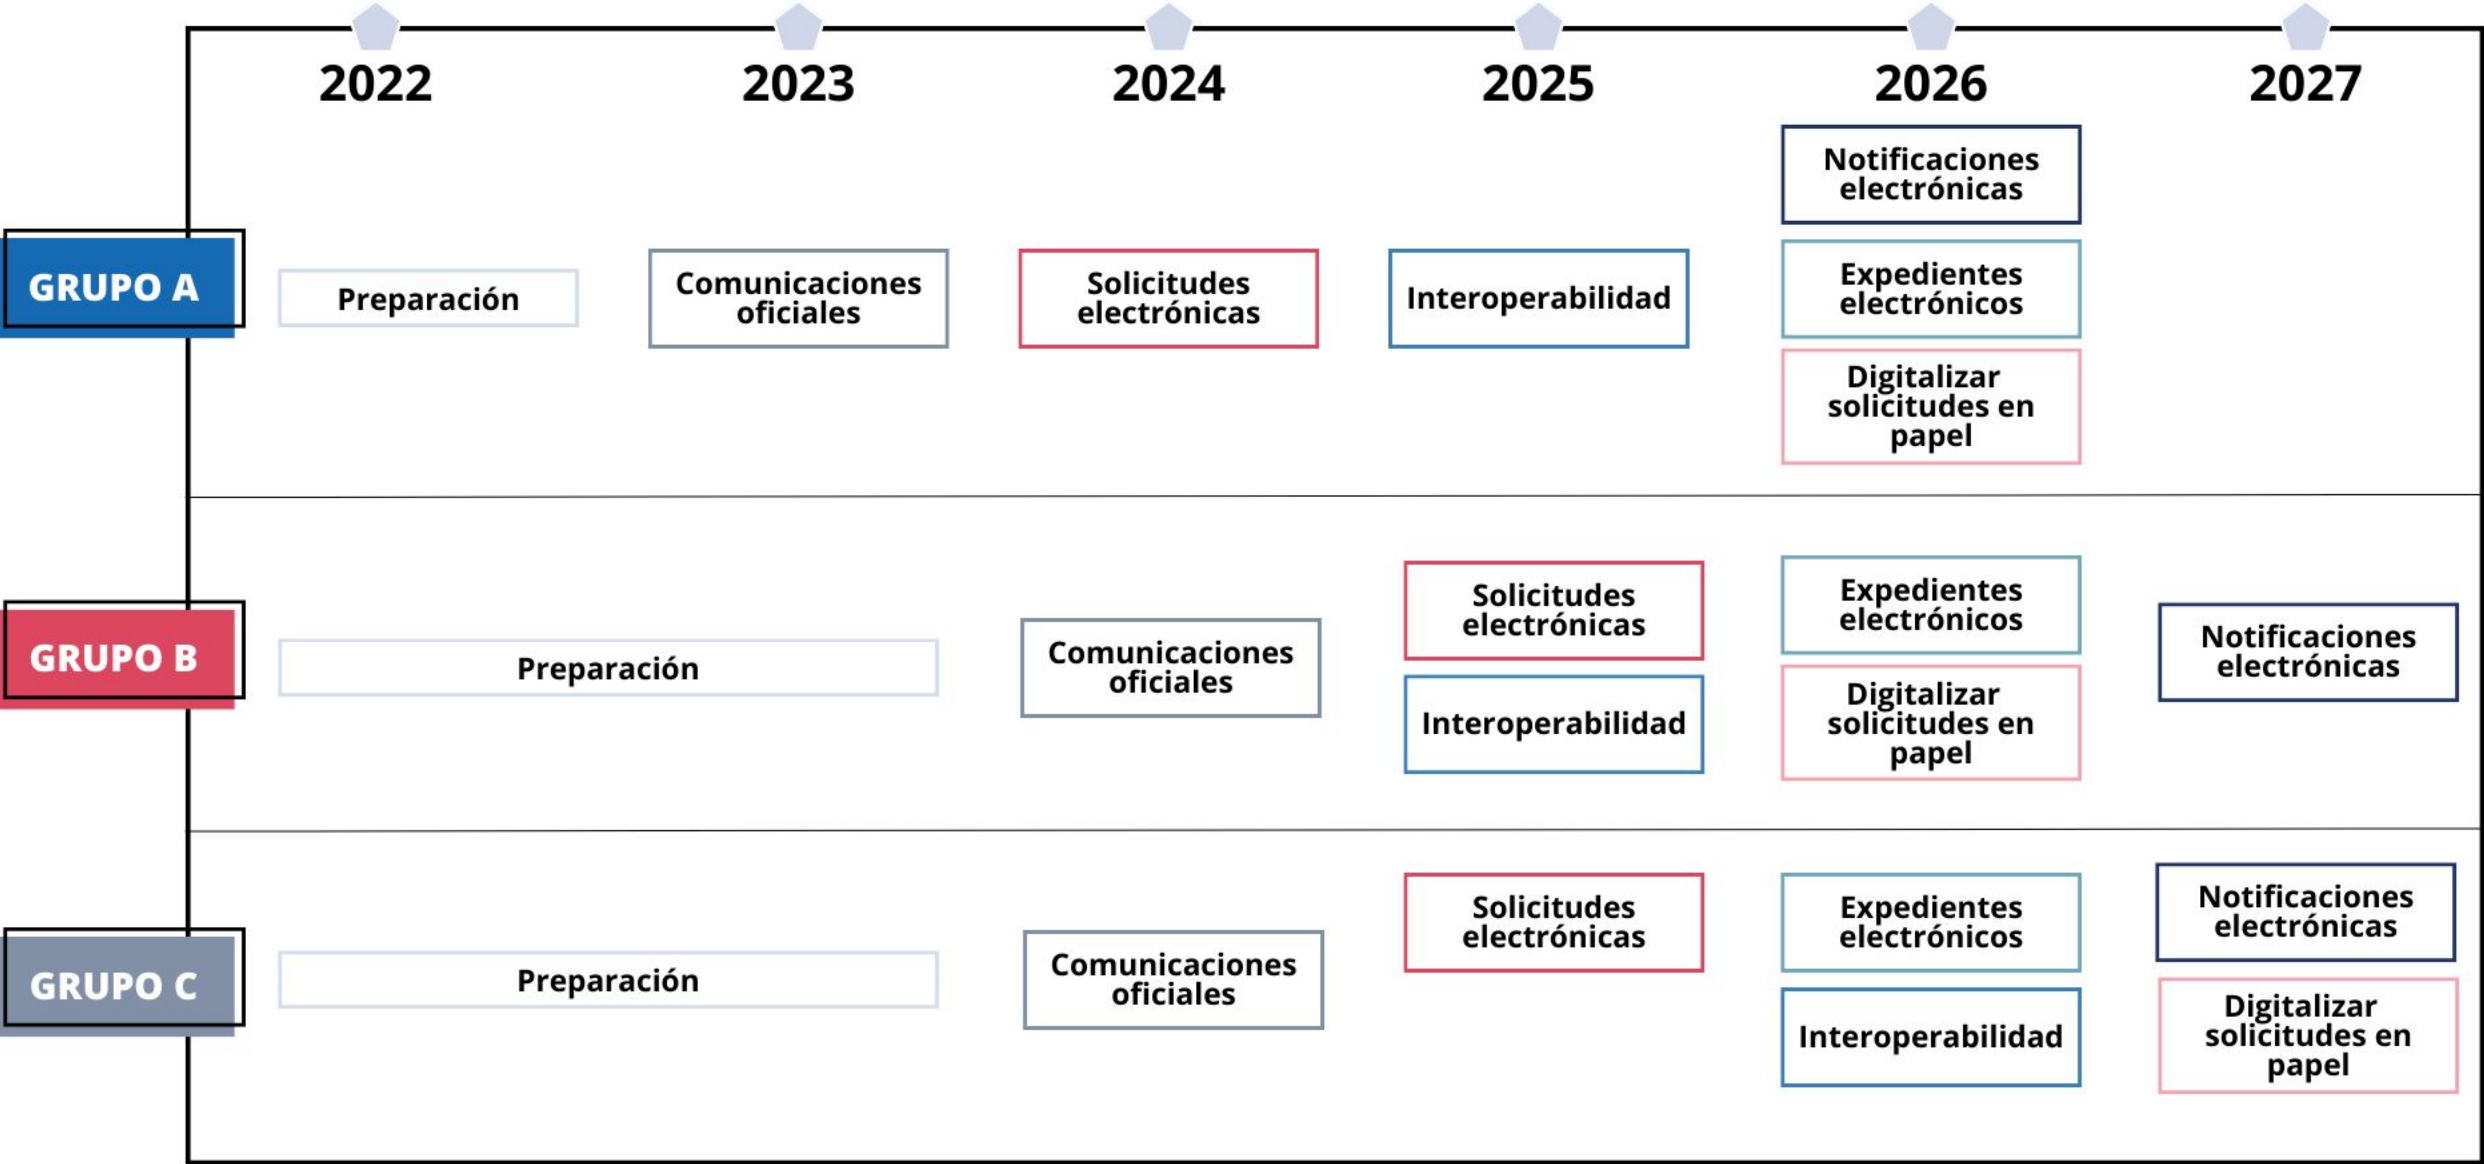 2022 2023 2024 2025 2026 2027
GRUPO A
Preparación
Comunicaciones
oficiales
Solicitudes
electrónicas
Interoperabilidad
Notificaciones
electrónicas
Expedientes
electrónicos
Digitalizar
solicitudes en
papel
GRUPO B
Preparación
Comunicaciones
oficiales
Solicitudes
electrónicas
Interoperabilidad
Expedientes
electrónicos
Digitalizar
solicitudes en
papel
Notificaciones
electrónicas
GRUPO C
Preparación
Comunicaciones
oficiales
Solicitudes
electrónicas
Expedientes
electrónicos
Interoperabilidad
Notificaciones
electrónicas
Digitalizar
solicitudes en
papel